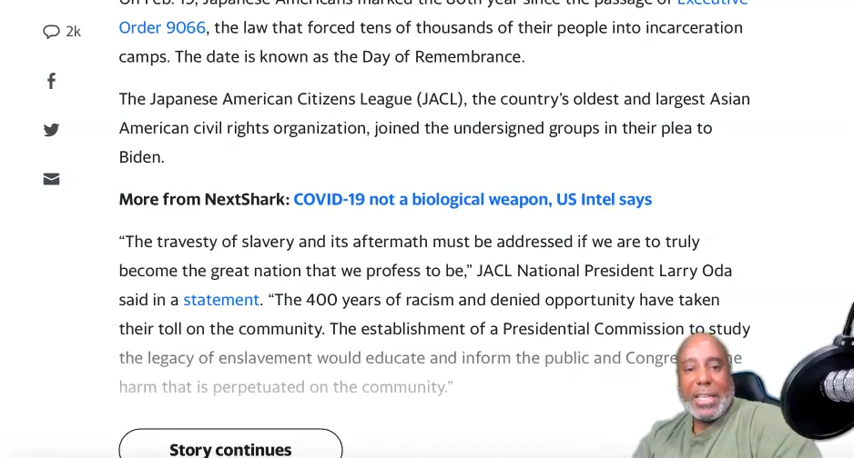 On Feb. 19, Japanese Americans marked the 80th year since the passage of Executive
2k
Order 9066, the law that forced tens of thousands of their people into incarceration
camps. The date is known as the Day of Remembrance.
The Japanese American Citizens League (JACL), the country’s oldest and largest Asian
American civil rights organization, joined the undersigned groups in their plea to
Biden.
More from NextShark: COVID-19 not a biological weapon, US Intel says
“The travesty of slavery and its aftermath must be addressed if we are to truly
become the great nation that we profess to be,” JACL National President Larry Oda
said in a statement. “The 400 years of racism and denied opportunity have taken
their toll on the community. The establishment of a Presidential Commission to study
the legacy of enslavement would educate and inform the public and
harm that is perpetuated on the community.”
Story continues